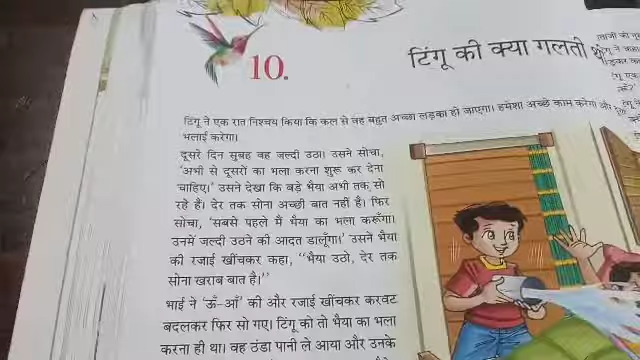 10.
टिंगू की क्या गलती थी
टिंगू ने एक रात निश्चय किया कि कल से वह बहुत अच्छा लड़का हो जाएगा। हमेशा अच्छे काम करेगा और
भलाई करेगा।
दूसरे दिन सुबह वह जल्दी उठा। उसने सोचा,
'अभी से दूसरों का भला करना शुरू कर देना
चाहिए।' उसने देखा कि बड़े भैया अभी तक सो
रहे हैं। देर तक सोना अच्छी बात नहीं है। फिर
सोचा, 'सबसे पहले मैं भैया का भला करूँगा।
उनमें जल्दी उठने की आदत डालूँगा।' उसने भैया
की रजाई खींचकर कहा, "भैया उठो, देर तक
सोना खराब बात है।"
भाई ने 'ऊँ-आँ' की और रजाई खींचकर करवट
बदलकर फिर सो गए। टिंगू को तो भैया का भला
करना ही था। वह ठंडा पानी ले आया और उनके